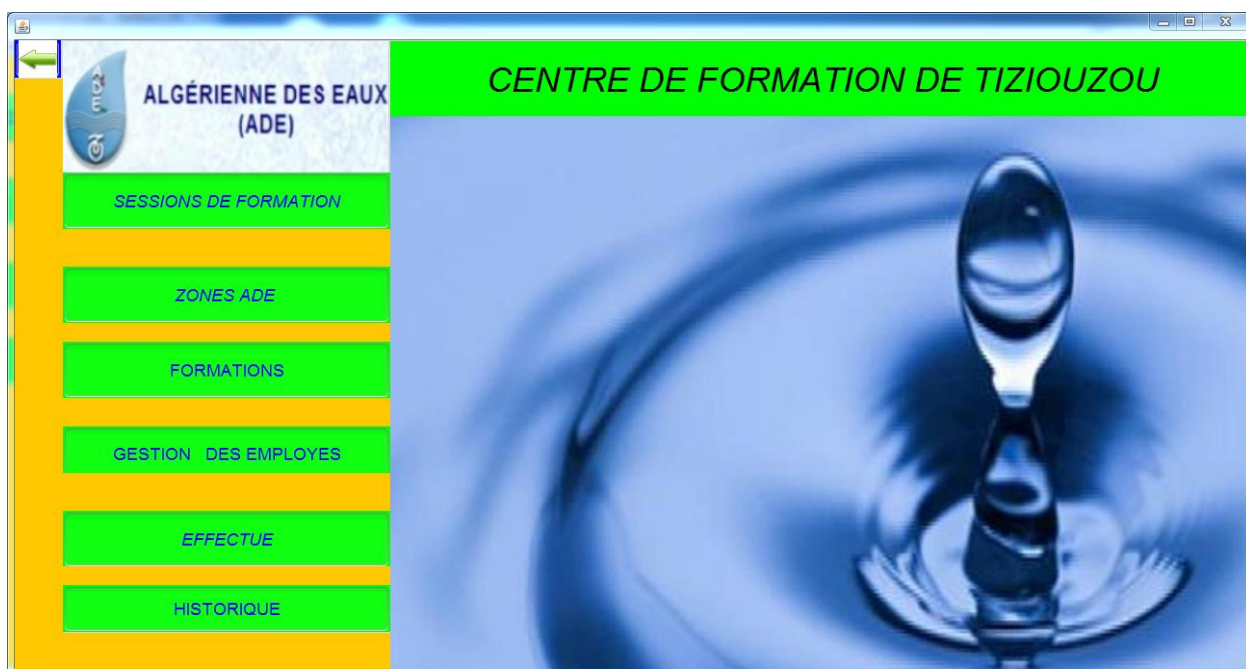 CENTRE DE FORMATION DE TIZIOUZOU
ALGÉRIENNE DES EAUX
(ADE)
SESSIONS DE FORMATION
ZONES ADE
FORMATIONS
GESTION   DES EMPLOYES
EFFECTUE
HISTORIQUE